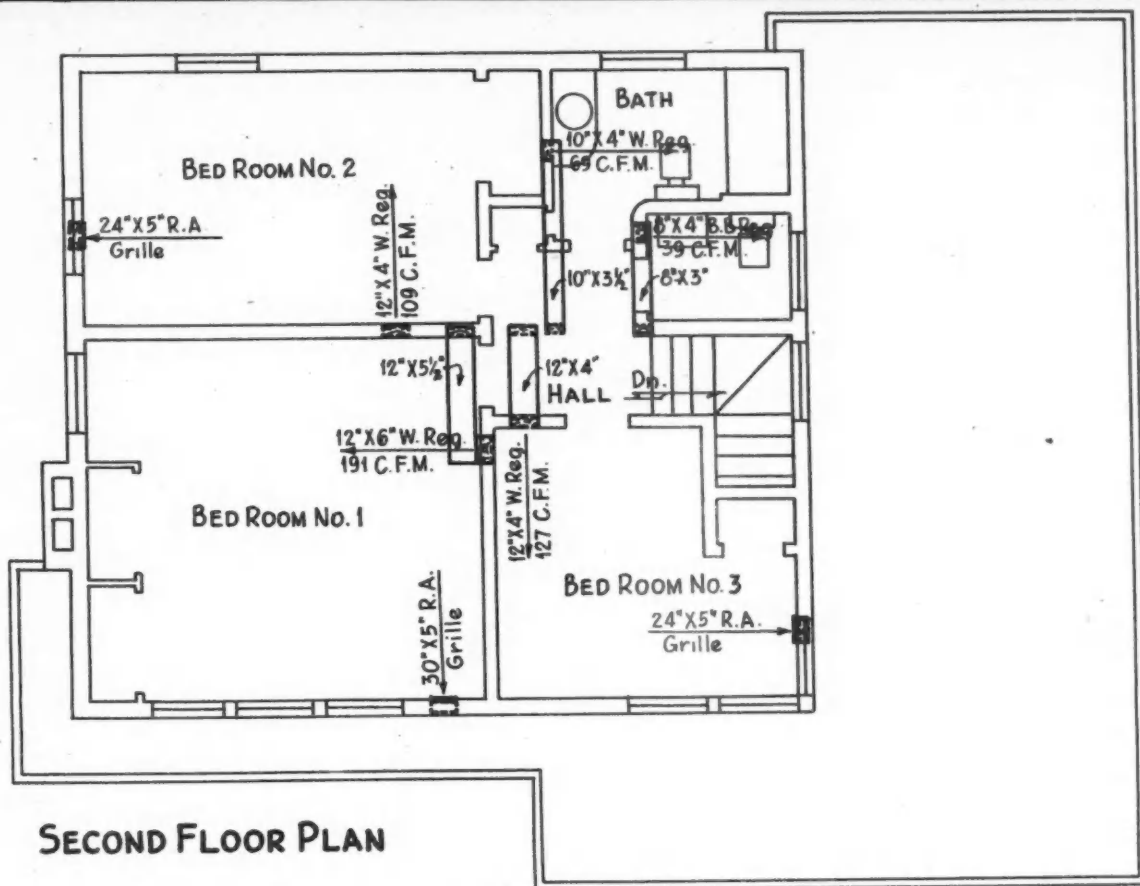 BATH
10"X4" W. Reg.
69 C.F.M.
BED ROOM NO. 2
24"X5" R.A
Grille
12"X4" W. Reg.
109 C.F.M.
8"X4" B.B Reg
39 C.F.M.
10"X3½"
8"X3"
12"X5½"
12"X4"
HALL
Dn.
12"X6" W. Reg.
191 C.F.M.
BED ROOM NO. 1
12"X4" W. Reg.
127 C.F.M.
BED ROOM NO. 3
30"X5" R.A.
Grille
24"X5" R.A.
Grille
SECOND FLOOR PLAN